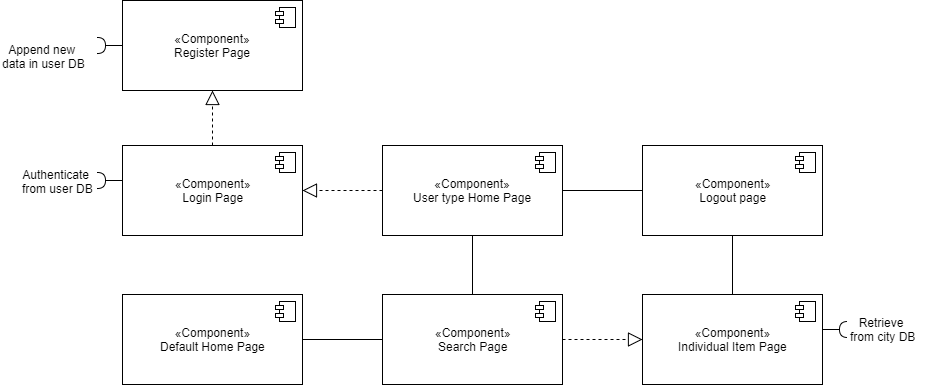 «Component»
Register Page
Append new
data in user DB
Authenticate
from user DB
«Component»
Login Page
«Component»
User type Home Page
«Component»
Logout page
«Component»
Default Home Page
«Component»
Search Page
«Component»
Individual Item Page
Retrieve
from city DB